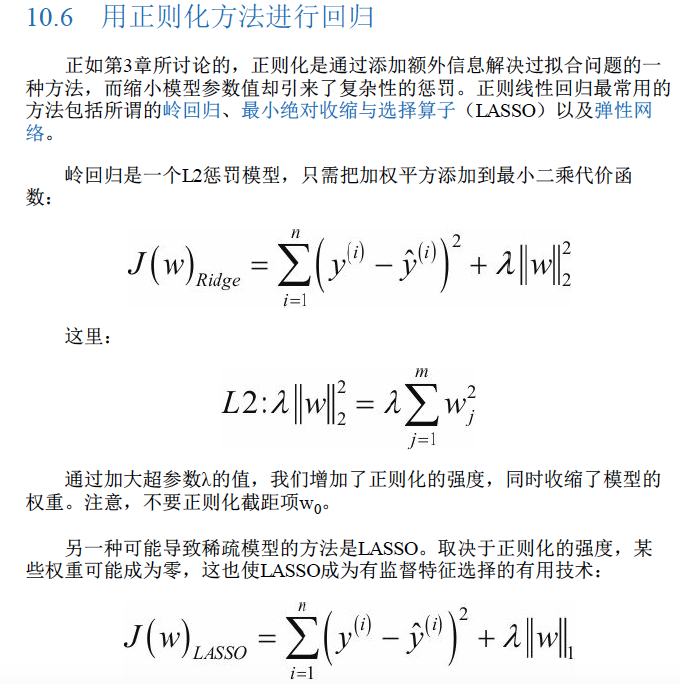 10.6 用正则化方法进行回归
正如第3章所讨论的，正则化是通过添加额外信息解决过拟合问题的一
种方法，而缩小模型参数值却引来了复杂性的惩罚。正则线性回归最常用的
方法包括所谓的岭回归、最小绝对收缩与选择算子（LASSO）以及弹性网
络。
岭回归是一个L2惩罚模型，只需把加权平方添加到最小二乘代价函
数：
J(w)_{Ridge} = \sum_{i=1}^{n} (y^{(i)} - \hat{y}^{(i)})^2 + λ‖w‖_2^2
这里：
L2: λ‖w‖_2^2 = λ \sum_{j=1}^{m} w_j^2
通过加大超参数λ的值，我们增加了正则化的强度，同时收缩了模型的
权重。注意，不要正则化截距项w₀。
另一种可能导致稀疏模型的方法是LASSO。取决于正则化的强度，某
些权重可能成为零，这也使LASSO成为有监督特征选择的有用技术：
J(w)_{LASSO} = \sum_{i=1}^{n} (y^{(i)} - \hat{y}^{(i)})^2 + λ‖w‖_1